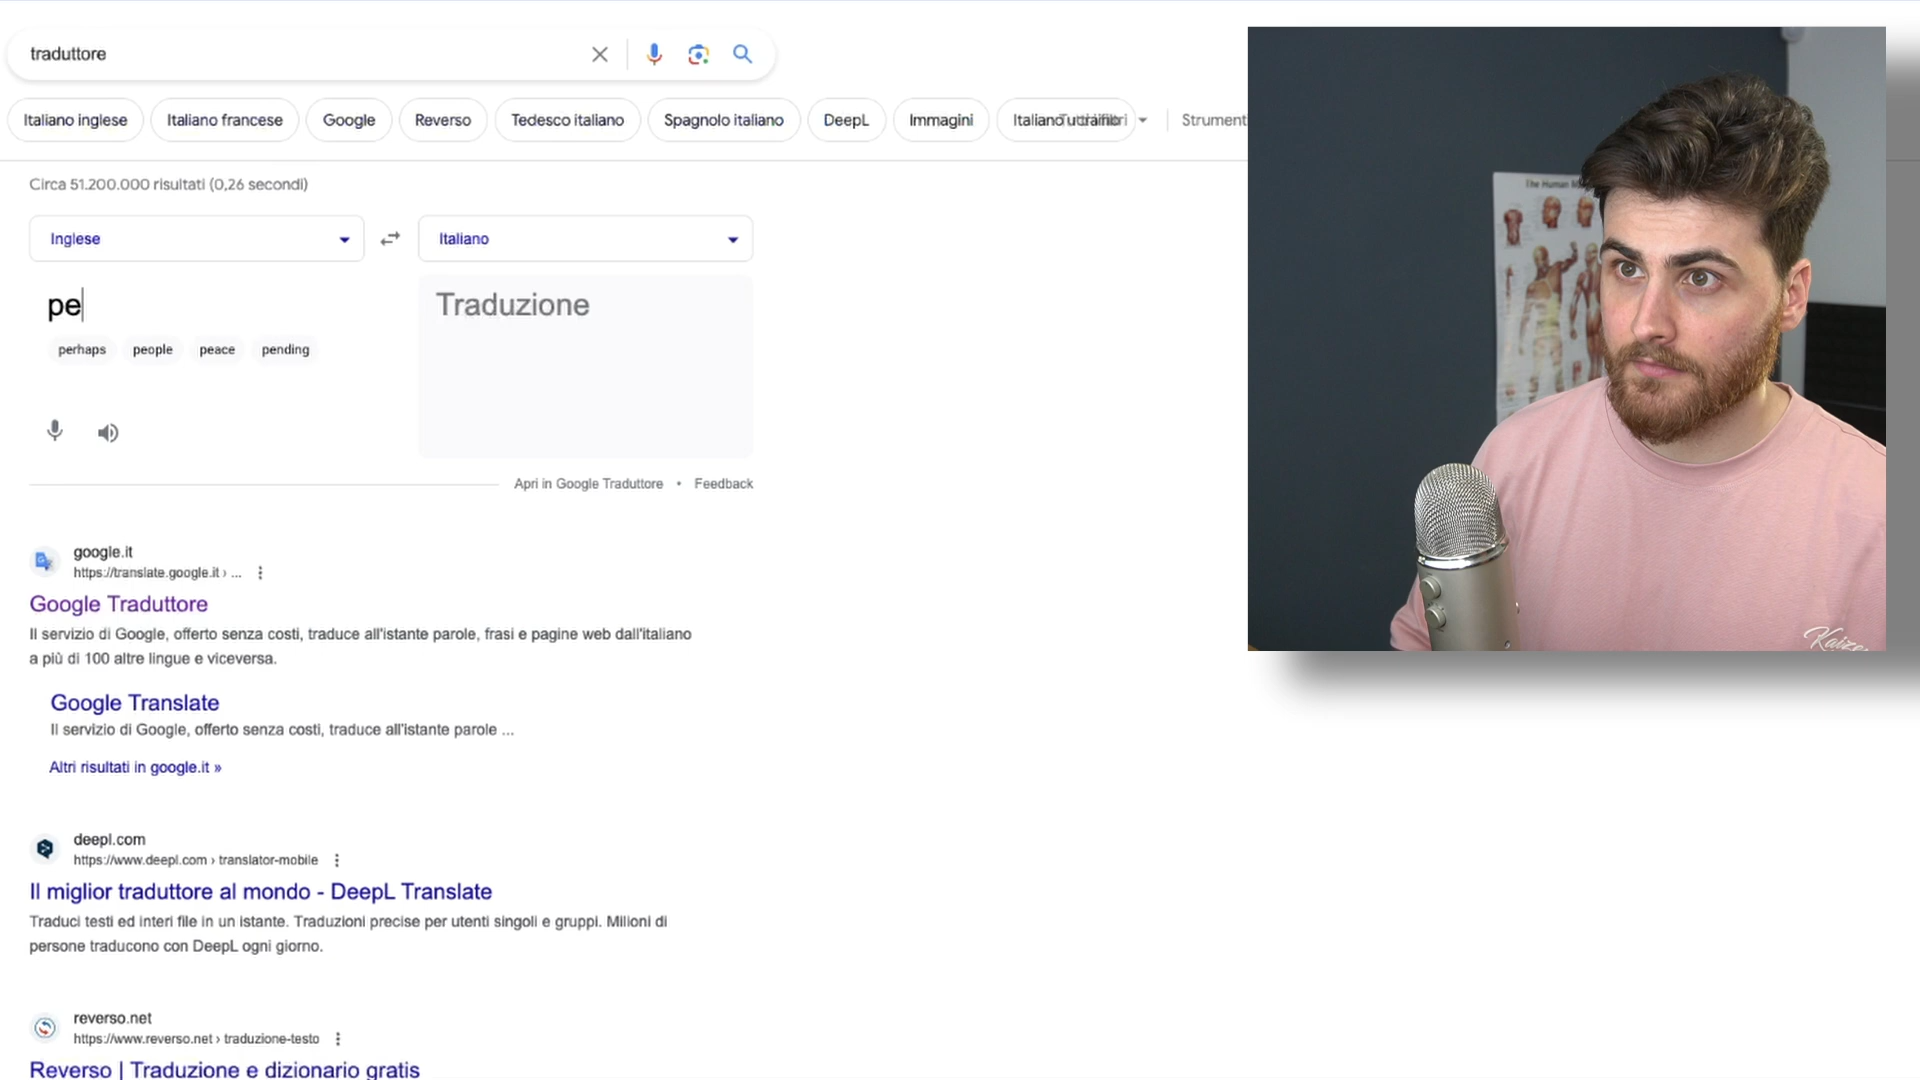 traduttore
Italiano inglese
Italiano francese
Google
Reverso
Tedesco italiano
Spagnolo italiano
DeepL
Immagini
Italiano
Strument
Circa 51.200.000 risultati (0,26 secondi)
Inglese
Italiano
pe
Traduzione
perhaps
people
peace
pending
Apri in Google Traduttore • Feedback
google.it
https://translate.google.it › ...
Google Traduttore
Il servizio di Google, offerto senza costi, traduce all'istante parole, frasi e pagine web dall'italiano
a più di 100 altre lingue e viceversa.
Google Translate
Il servizio di Google, offerto senza costi, traduce all'istante parole ...
Altri risultati in google.it »
deepl.com
https://www.deepl.com › translator-mobile
Il miglior traduttore al mondo - DeepL Translate
Traduci testi ed interi file in un istante. Traduzioni precise per utenti singoli e gruppi. Milioni di
persone traducono con DeepL ogni giorno.
reverso.net
https://www.reverso.net › traduzione-testo
Reverso | Traduzione e dizionario gratis
The Human